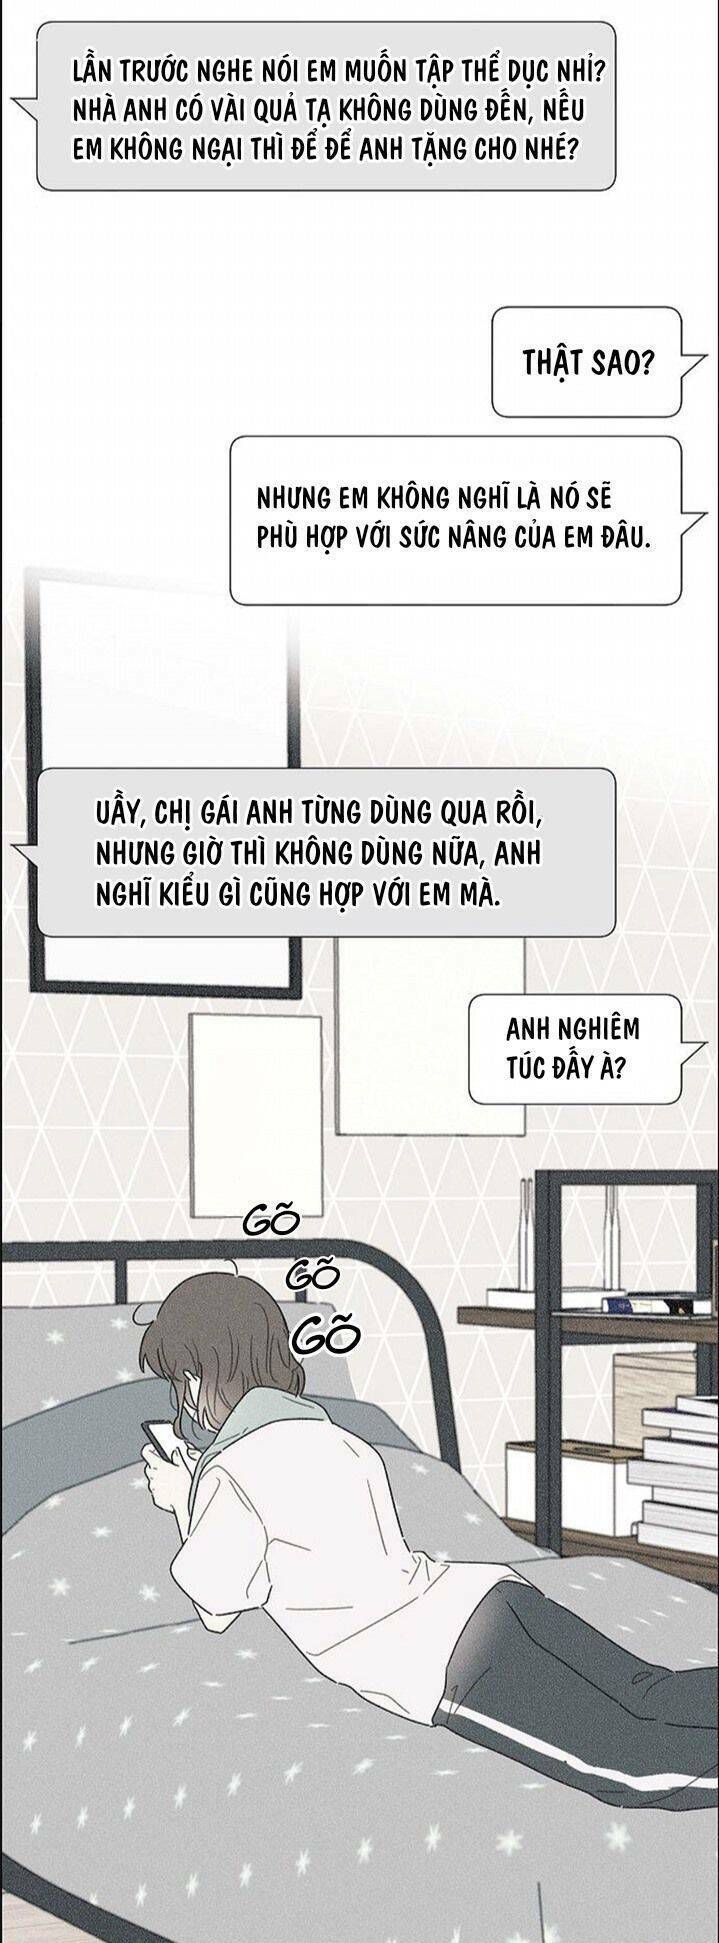 LẦN TRƯỚC NGHE NÓI EM MUỐN TẬP THỂ DỤC NHỈ?
NHÀ ANH CÓ VÀI QUẢ TẠ KHÔNG DÙNG ĐẾN, NẾU
EM KHÔNG NGẠI THÌ ĐỂ ĐỂ ANH TẶNG CHO NHÉ?
THẬT SAO?
NHƯNG EM KHÔNG NGHĨ LÀ NÓ SẼ
PHÙ HỢP VỚI SỨC NÂNG CỦA EM ĐÂU.
UẦY, CHỊ GÁI ANH TỪNG DÙNG QUA RỒI,
NHƯNG GIỜ THÌ KHÔNG DÙNG NỮA, ANH
NGHĨ KIỂU GÌ CŨNG HỢP VỚI EM MÀ.
ANH NGHIÊM
TÚC ĐẤY À?
GÕ
GÕ
GÕ